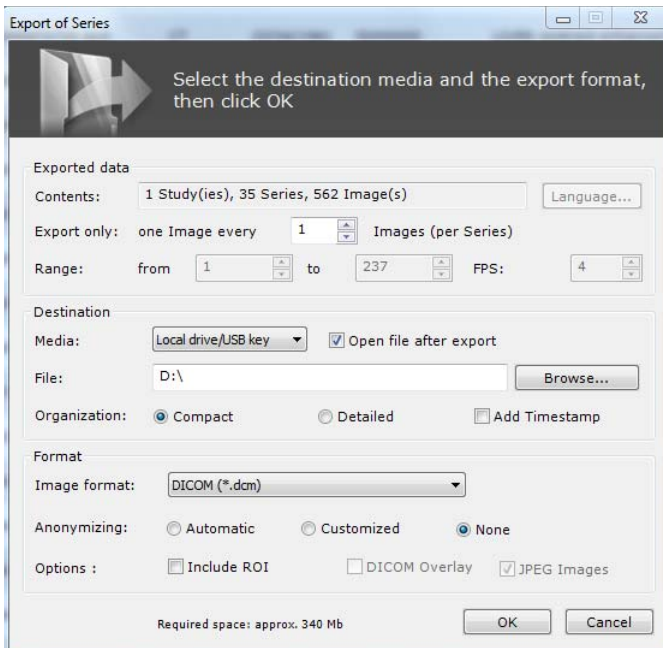 Export of Series
Select the destination media and the export format,
then click OK
Exported data
Contents: 1 Study(ies), 35 Series, 562 Image(s) Language...
Export only: one Image every 1 Images (per Series)
Range: from 1 to 237 FPS: 4
Destination
Media: Local drive/USB key Open file after export
File: D:\ Browse...
Organization: Compact Detailed Add Timestamp
Format
Image format: DICOM (*.dcm)
Anonymizing: Automatic Customized None
Options : Include ROI DICOM Overlay JPEG Images
Required space: approx. 340 Mb OK Cancel